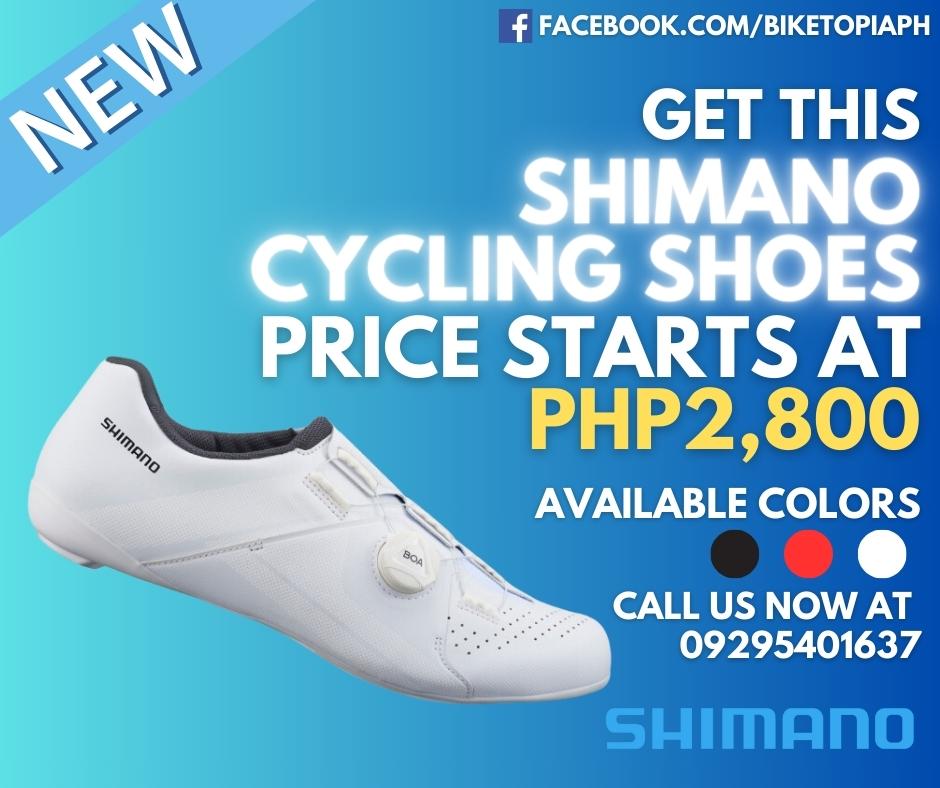 NEW
FACEBOOK.COM/BIKETOPIAPH
GET THIS
SHIMANO
CYCLING SHOES
PRICE STARTS AT
PHP2,800
SHIMANO
BOA
AVAILABLE COLORS
CALL US NOW AT
09295401637
SHIMANO